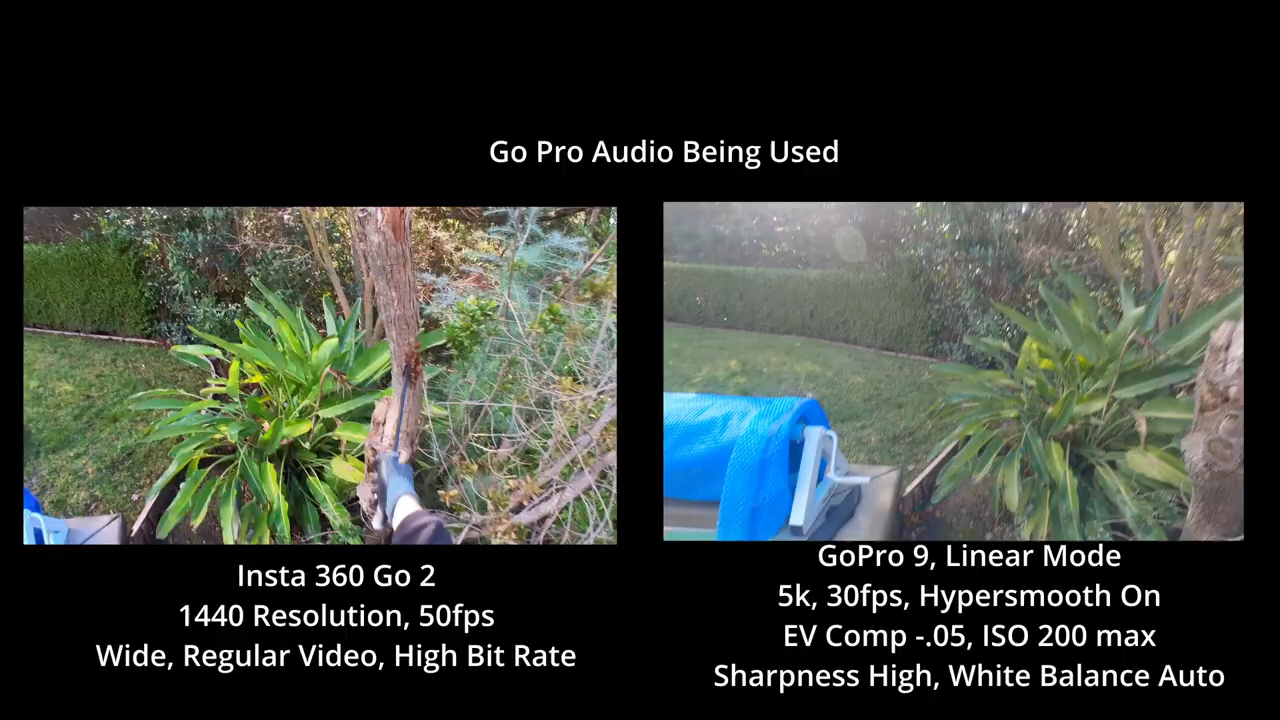 Go Pro Audio Being Used
Insta 360 Go 2
1440 Resolution, 50fps
Wide, Regular Video, High Bit Rate
GoPro 9, Linear Mode
5k, 30fps, Hypersmooth On
EV Comp -.05, ISO 200 max
Sharpness High, White Balance Auto